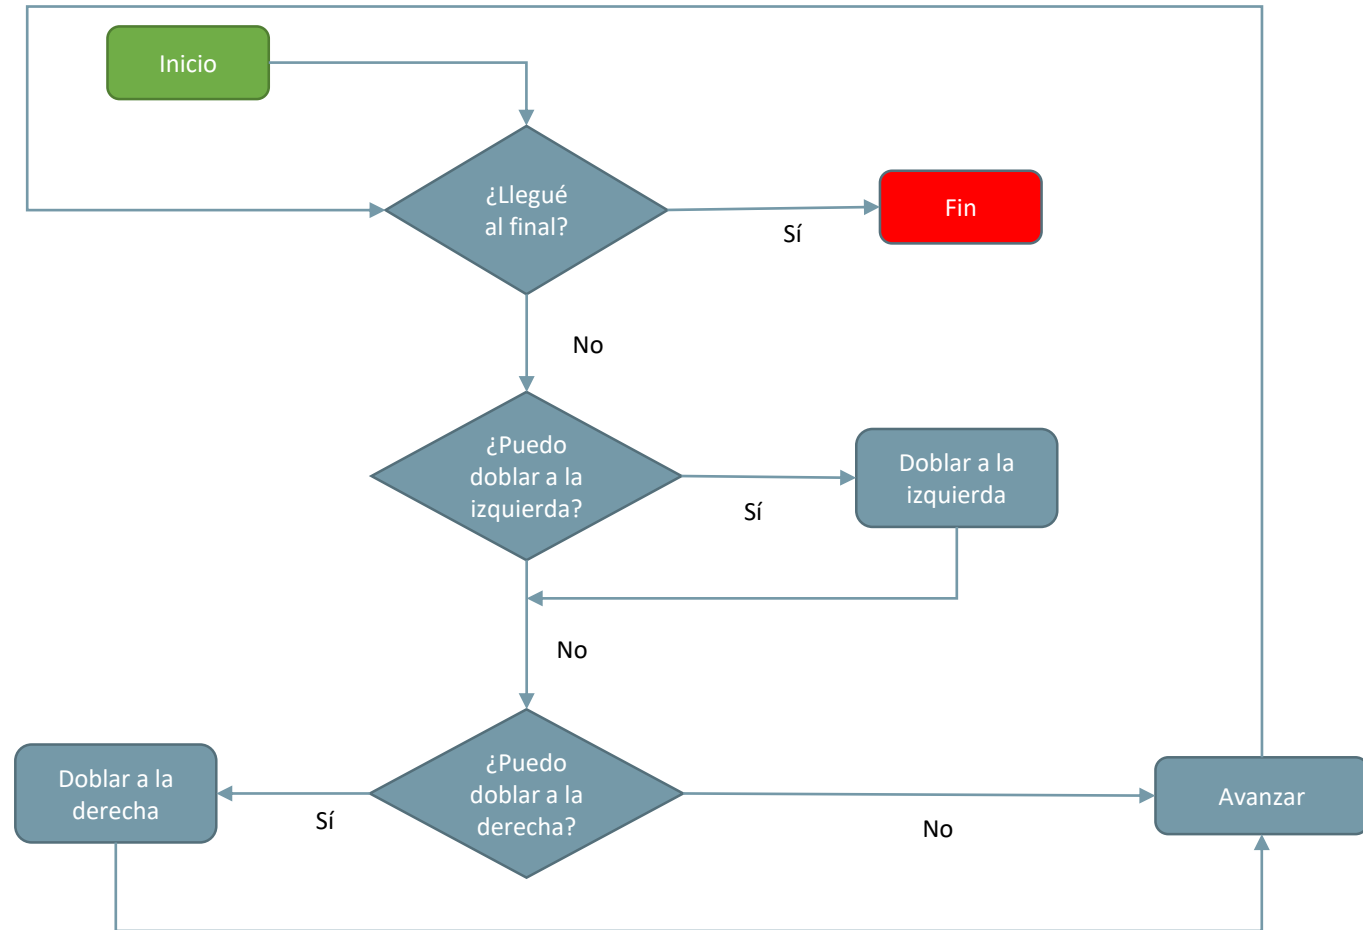 Inicio
¿Llegué
al final?
Sí
Fin
No
¿Puedo
doblar a la
izquierda?
Sí
Doblar a la
izquierda
No
Doblar a la
derecha
Sí
¿Puedo
doblar a la
derecha?
No
Avanzar